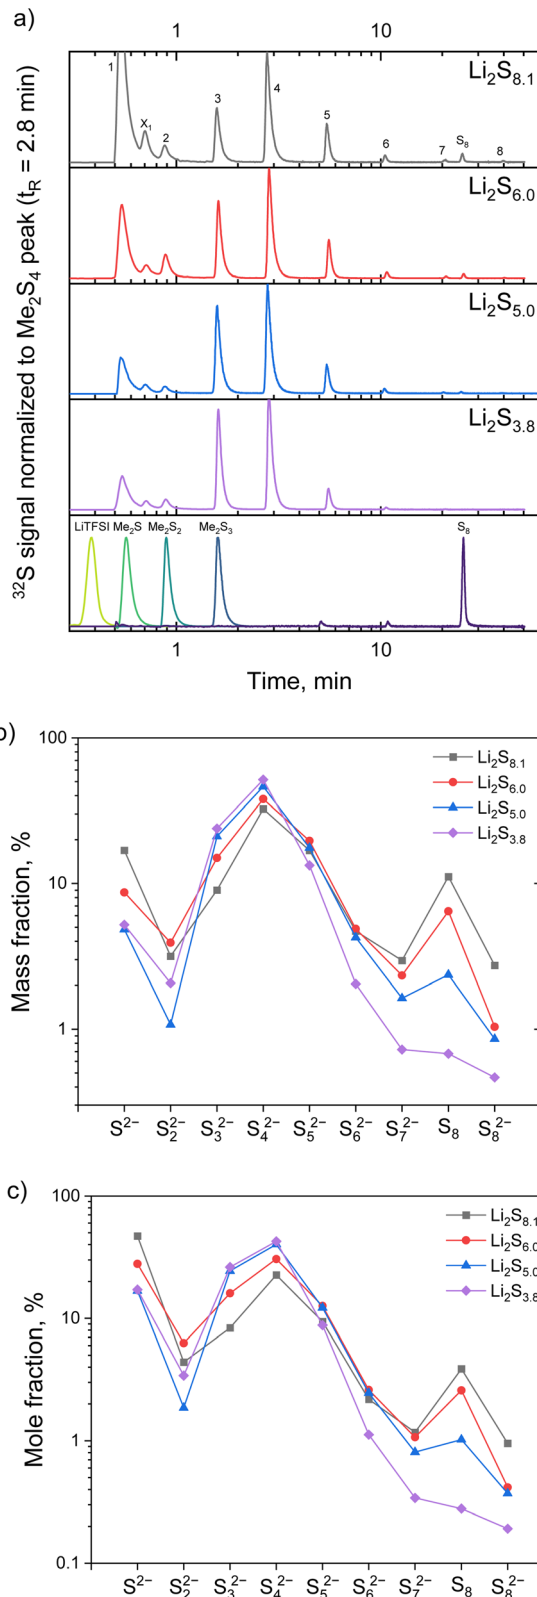 a)
1 10
³²S signal normalized to Me₂S₄ peak (t_R = 2.8 min)
Li₂S₈.₁
1 X₁ 2 3 4 5 6 7 S₈ 8
Li₂S₆.₀
Li₂S₅.₀
Li₂S₃.₈
LiTFSI Me₂S Me₂S₂ Me₂S₃ S₈
1 10
Time, min
b)
Mass fraction, %
100
10
1
Li₂S₈.₁
Li₂S₆.₀
Li₂S₅.₀
Li₂S₃.₈
S²⁻ S₂²⁻ S₃²⁻ S₄²⁻ S₅²⁻ S₆²⁻ S₇²⁻ S₈ S₈²⁻
c)
Mole fraction, %
100
10
1
0.1
Li₂S₈.₁
Li₂S₆.₀
Li₂S₅.₀
Li₂S₃.₈
S²⁻ S₂²⁻ S₃²⁻ S₄²⁻ S₅²⁻ S₆²⁻ S₇²⁻ S₈ S₈²⁻